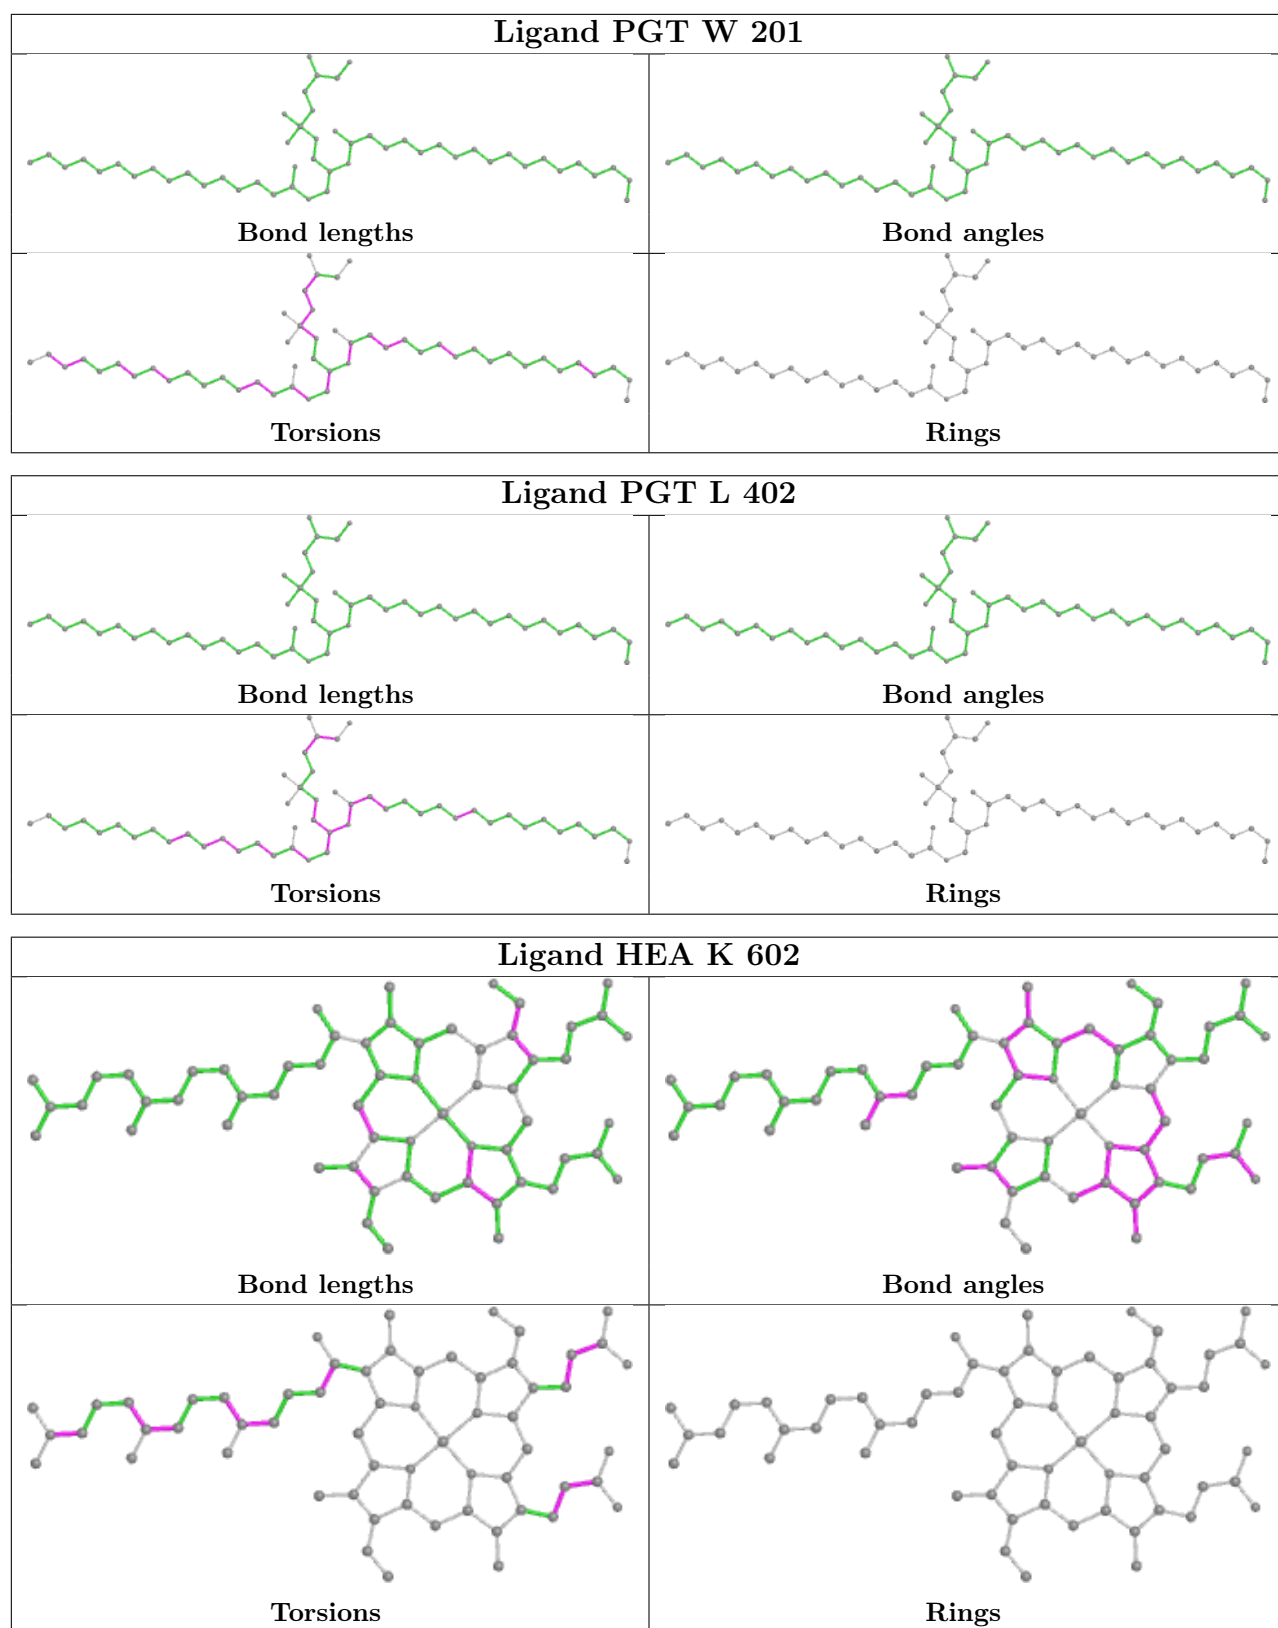 Ligand PGT W 201
Bond lengths
Bond angles
Torsions
Rings
Ligand PGT L 402
Bond lengths
Bond angles
Torsions
Rings
Ligand HEA K 602
Bond lengths
Bond angles
Torsions
Rings